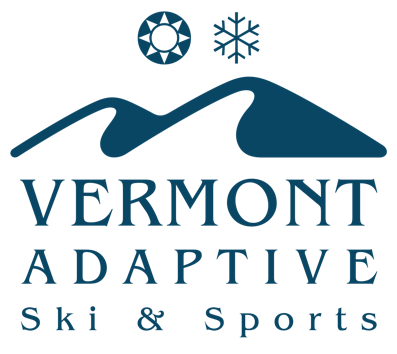 VERMONT
ADAPTIVE
Ski & Sports